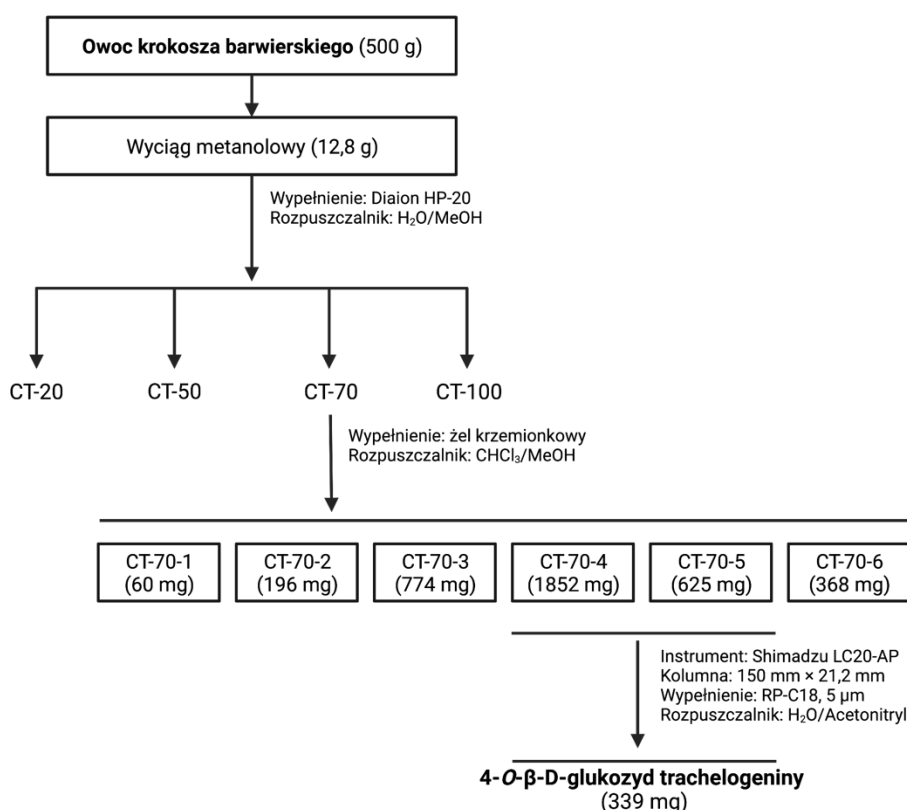 Owoc krokosza barwierskiego (500 g)
Wyciąg metanolowy (12,8 g)
Wypełnienie: Diaion HP-20
Rozpuszczalnik: H₂O/MeOH
CT-20 CT-50 CT-70 CT-100
Wypełnienie: żel krzemionkowy
Rozpuszczalnik: CHCl₃/MeOH
CT-70-1 CT-70-2 CT-70-3 CT-70-4 CT-70-5 CT-70-6
(60 mg) (196 mg) (774 mg) (1852 mg) (625 mg) (368 mg)
Instrument: Shimadzu LC20-AP
Kolumna: 150 mm × 21,2 mm
Wypełnienie: RP-C18, 5 µm
Rozpuszczalnik: H₂O/Acetonitryl
4-O-β-D-glukozyd trachelogeniny
(339 mg)